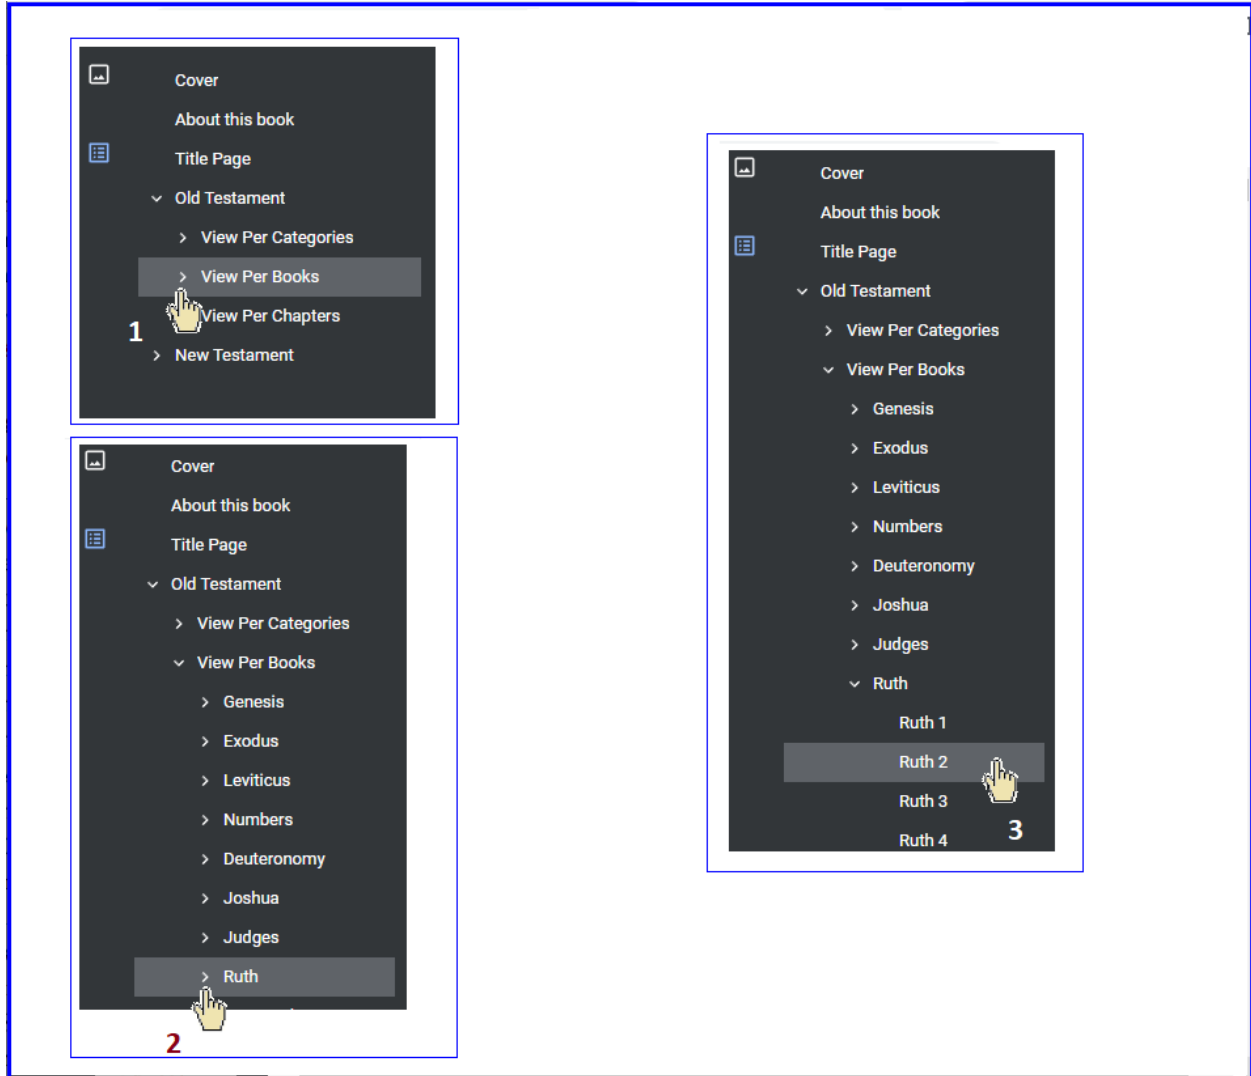 Cover
About this book
Title Page
Old Testament
View Per Categories
View Per Books
View Per Chapters
1
New Testament
Cover
About this book
Title Page
Old Testament
View Per Categories
View Per Books
Genesis
Exodus
Leviticus
Numbers
Deuteronomy
Joshua
Judges
Ruth
2
Cover
About this book
Title Page
Old Testament
View Per Categories
View Per Books
Genesis
Exodus
Leviticus
Numbers
Deuteronomy
Joshua
Judges
Ruth
Ruth 1
Ruth 2
Ruth 3
3
Ruth 4